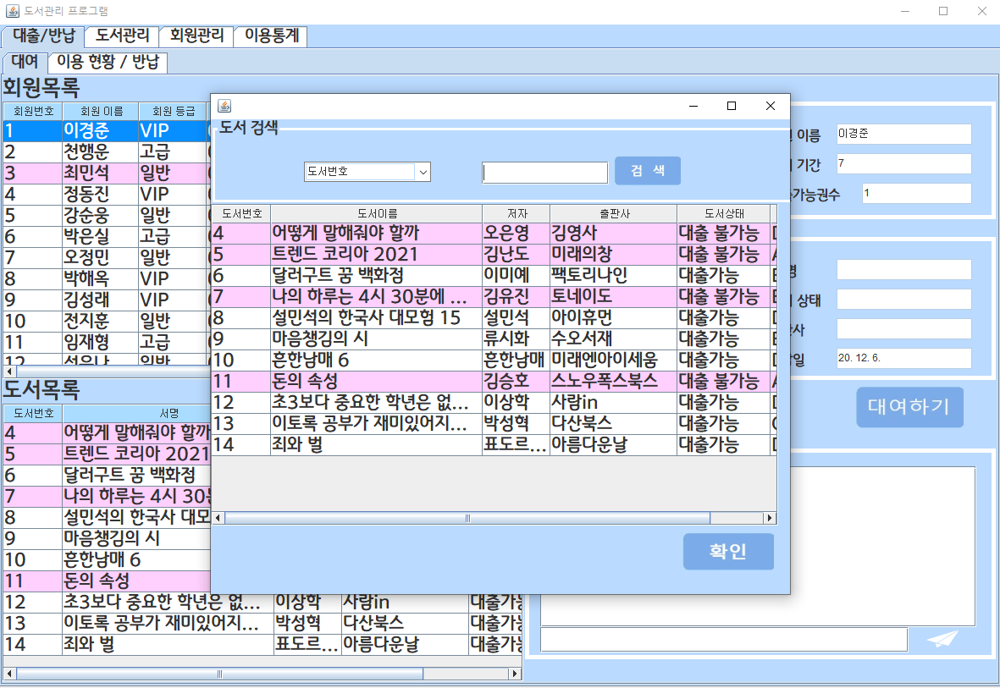 도서관리 프로그램
대출/반납 도서관리 회원관리 이용통계
대여 이용 현황 / 반납
회원목록
회원번호 회원 이름 회원 등급
1 이경준 VIP
2 천행운 고급
3 최민석 일반
4 정동진 VIP
5 강순웅 일반
6 박은실 고급
7 오정민 일반
8 박해옥 VIP
9 김성래 VIP
10 전지훈 일반
11 임재형 고급
12 일반
이름 이경준
기간 7
가능권수 1
상태
일 20. 12. 6.
대여하기
도서목록
도서번호 서명
4 어떻게 말해줘야 할까
5 트렌드 코리아 2021
6 달러구트 꿈 백화점
7 나의 하루는 4시 30
8 설민석의 한국사 대모
9 마음챙김의 시
10 흔한남매 6
11 돈의 속성
12 초3보다 중요한 학년은 없... 이상학 사람in 대출가능
13 이토록 공부가 재미있어지... 박성혁 다산북스 대출가능
14 죄와 벌 표도르... 아름다운날 대출가능
도서 검색
도서번호 검 색
도서번호 도서이름 저자 출판사 도서상태
4 어떻게 말해줘야 할까 오은영 김영사 대출 불가능
5 트렌드 코리아 2021 김난도 미래의창 대출 불가능
6 달러구트 꿈 백화점 이미예 팩토리나인 대출가능
7 나의 하루는 4시 30분에 ... 김유진 토네이도 대출 불가능
8 설민석의 한국사 대모험 15 설민석 아이휴먼 대출가능
9 마음챙김의 시 류시화 수오서재 대출가능
10 흔한남매 6 흔한남매 미래엔아이세움 대출가능
11 돈의 속성 김승호 스노우폭스북스 대출 불가능
12 초3보다 중요한 학년은 없... 이상학 사람in 대출가능
13 이토록 공부가 재미있어지... 박성혁 다산북스 대출가능
14 죄와 벌 표도르... 아름다운날 대출가능
확인